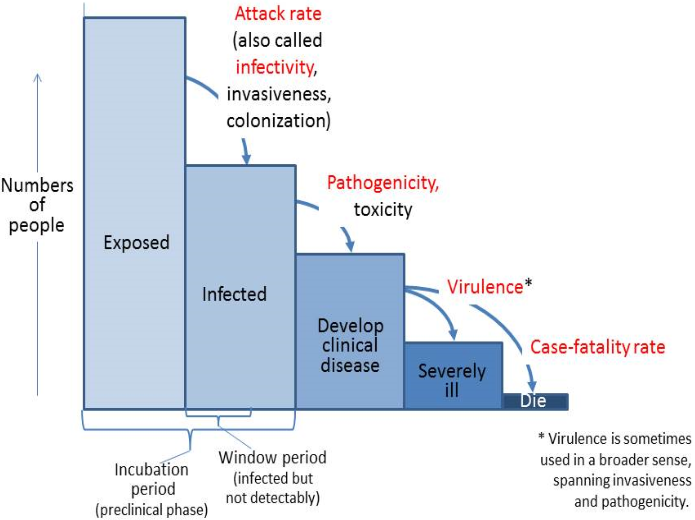 Attack rate
(also called
infectivity,
invasiveness,
colonization)
Numbers
of
people
Pathogenicity,
toxicity
Exposed
Infected
Virulence*
Develop
clinical
disease
Case-fatality rate
Severely
ill
Die
Incubation
period
(preclinical phase)
Window period
(infected but
not detectably)
* Virulence is sometimes
used in a broader sense,
spanning invasiveness
and pathogenicity.